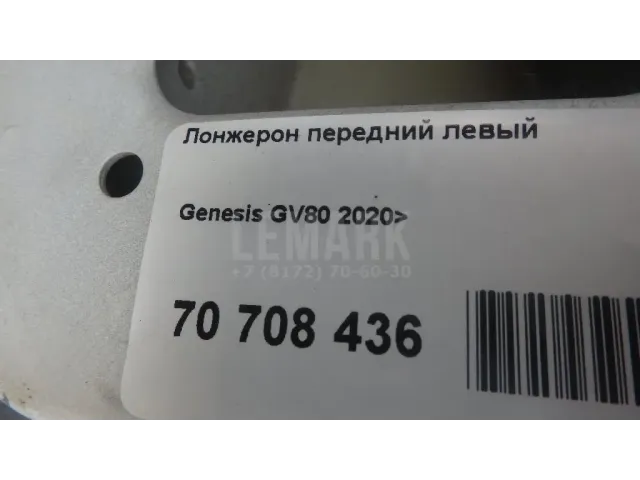 Лонжерон передний левый
Genesis GV80 2020>
LEMARK
+7 (8172) 70-60-30
70 708 436